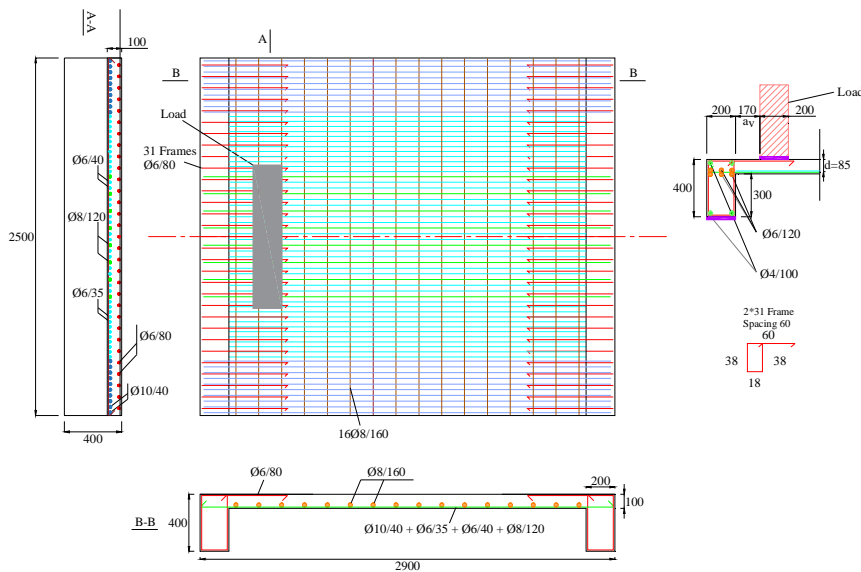 A-A
100
A
B
B
Load
31 Frames
Ø6/80
Ø6/40
Ø8/120
2500
Ø6/35
Ø6/80
Ø10/40
400
16Ø8/160
Load
200
170
200
av
d=85
400
300
Ø6/120
Ø4/100
2*31 Frame
Spacing 60
60
38
38
18
Ø6/80
Ø8/160
200
100
B-B
400
Ø10/40 + Ø6/35 + Ø6/40 + Ø8/120
2900